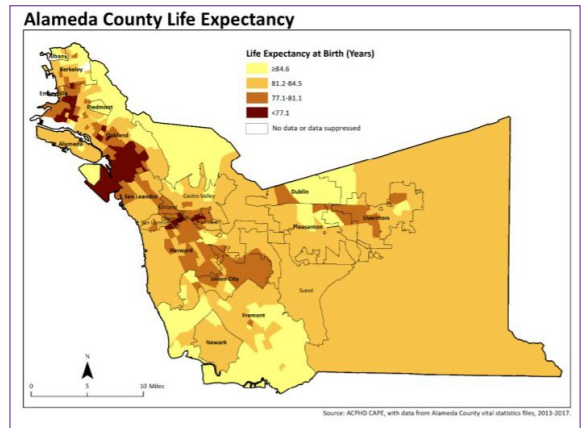 Alameda County Life Expectancy
Life Expectancy at Birth (Years)
≥84.6
81.2-84.5
77.1-81.1
<77.1
No data or data suppressed
Albany
Berkeley
Piedmont
Oakland
Alameda
San Leandro
Castro Valley
Dublin
Livermore
Pleasanton
Hayward
Union City
Sunol
Fremont
Newark
N
0 5 10 Miles
Source: ACPHD CAPE, with data from Alameda County vital statistics files, 2013-2017.